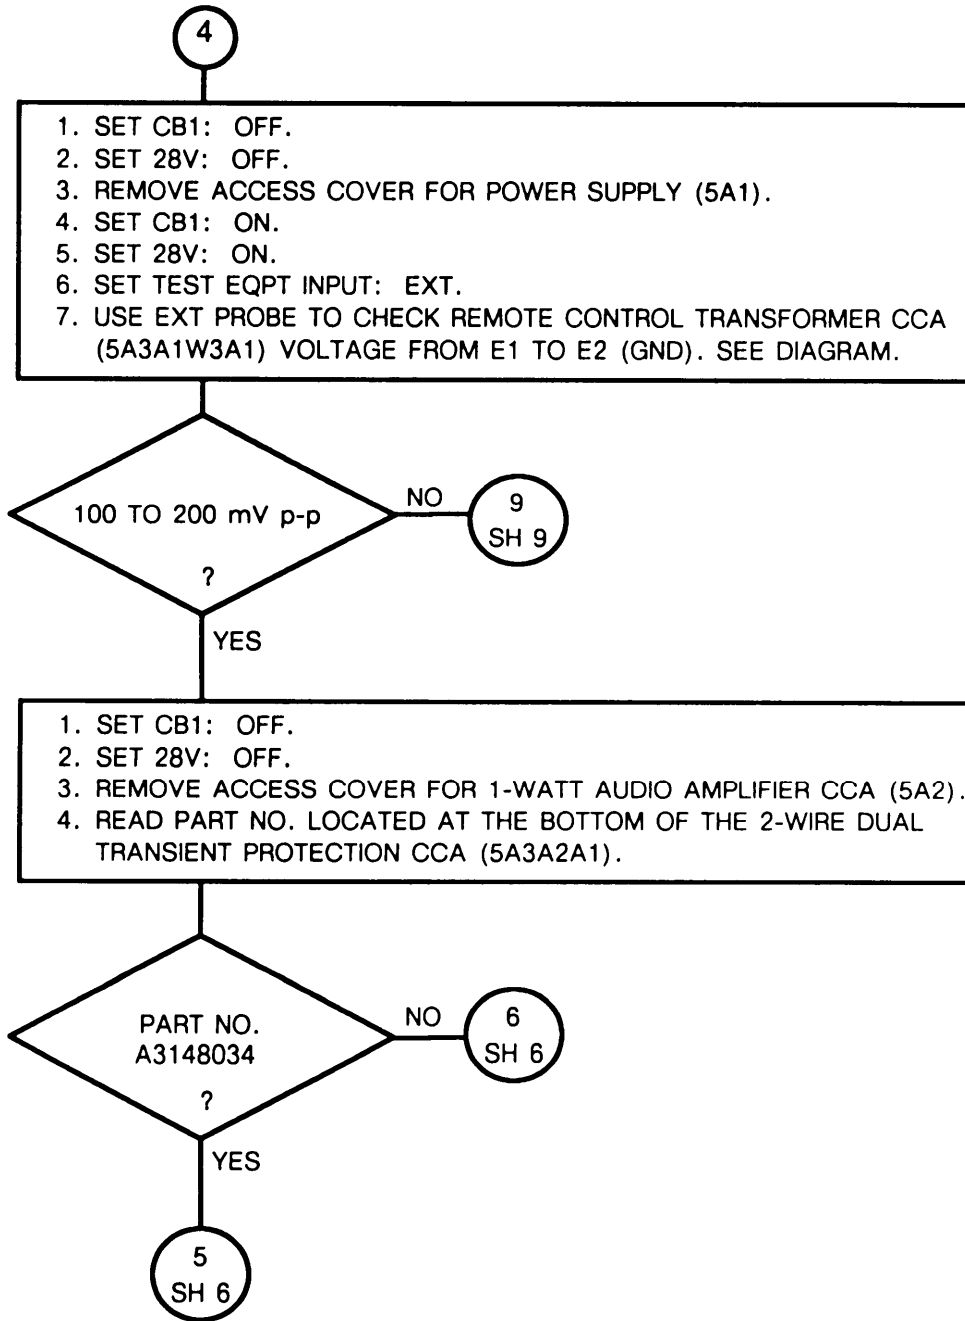 4
1. SET CB1: OFF.
2. SET 28V: OFF.
3. REMOVE ACCESS COVER FOR POWER SUPPLY (5A1).
4. SET CB1: ON.
5. SET 28V: ON.
6. SET TEST EQPT INPUT: EXT.
7. USE EXT PROBE TO CHECK REMOTE CONTROL TRANSFORMER CCA
(5A3A1W3A1) VOLTAGE FROM E1 TO E2 (GND). SEE DIAGRAM.
100 TO 200 mV p-p
?
NO
9
SH 9
YES
1. SET CB1: OFF.
2. SET 28V: OFF.
3. REMOVE ACCESS COVER FOR 1-WATT AUDIO AMPLIFIER CCA (5A2).
4. READ PART NO. LOCATED AT THE BOTTOM OF THE 2-WIRE DUAL
TRANSIENT PROTECTION CCA (5A3A2A1).
PART NO.
A3148034
?
NO
6
SH 6
YES
5
SH 6